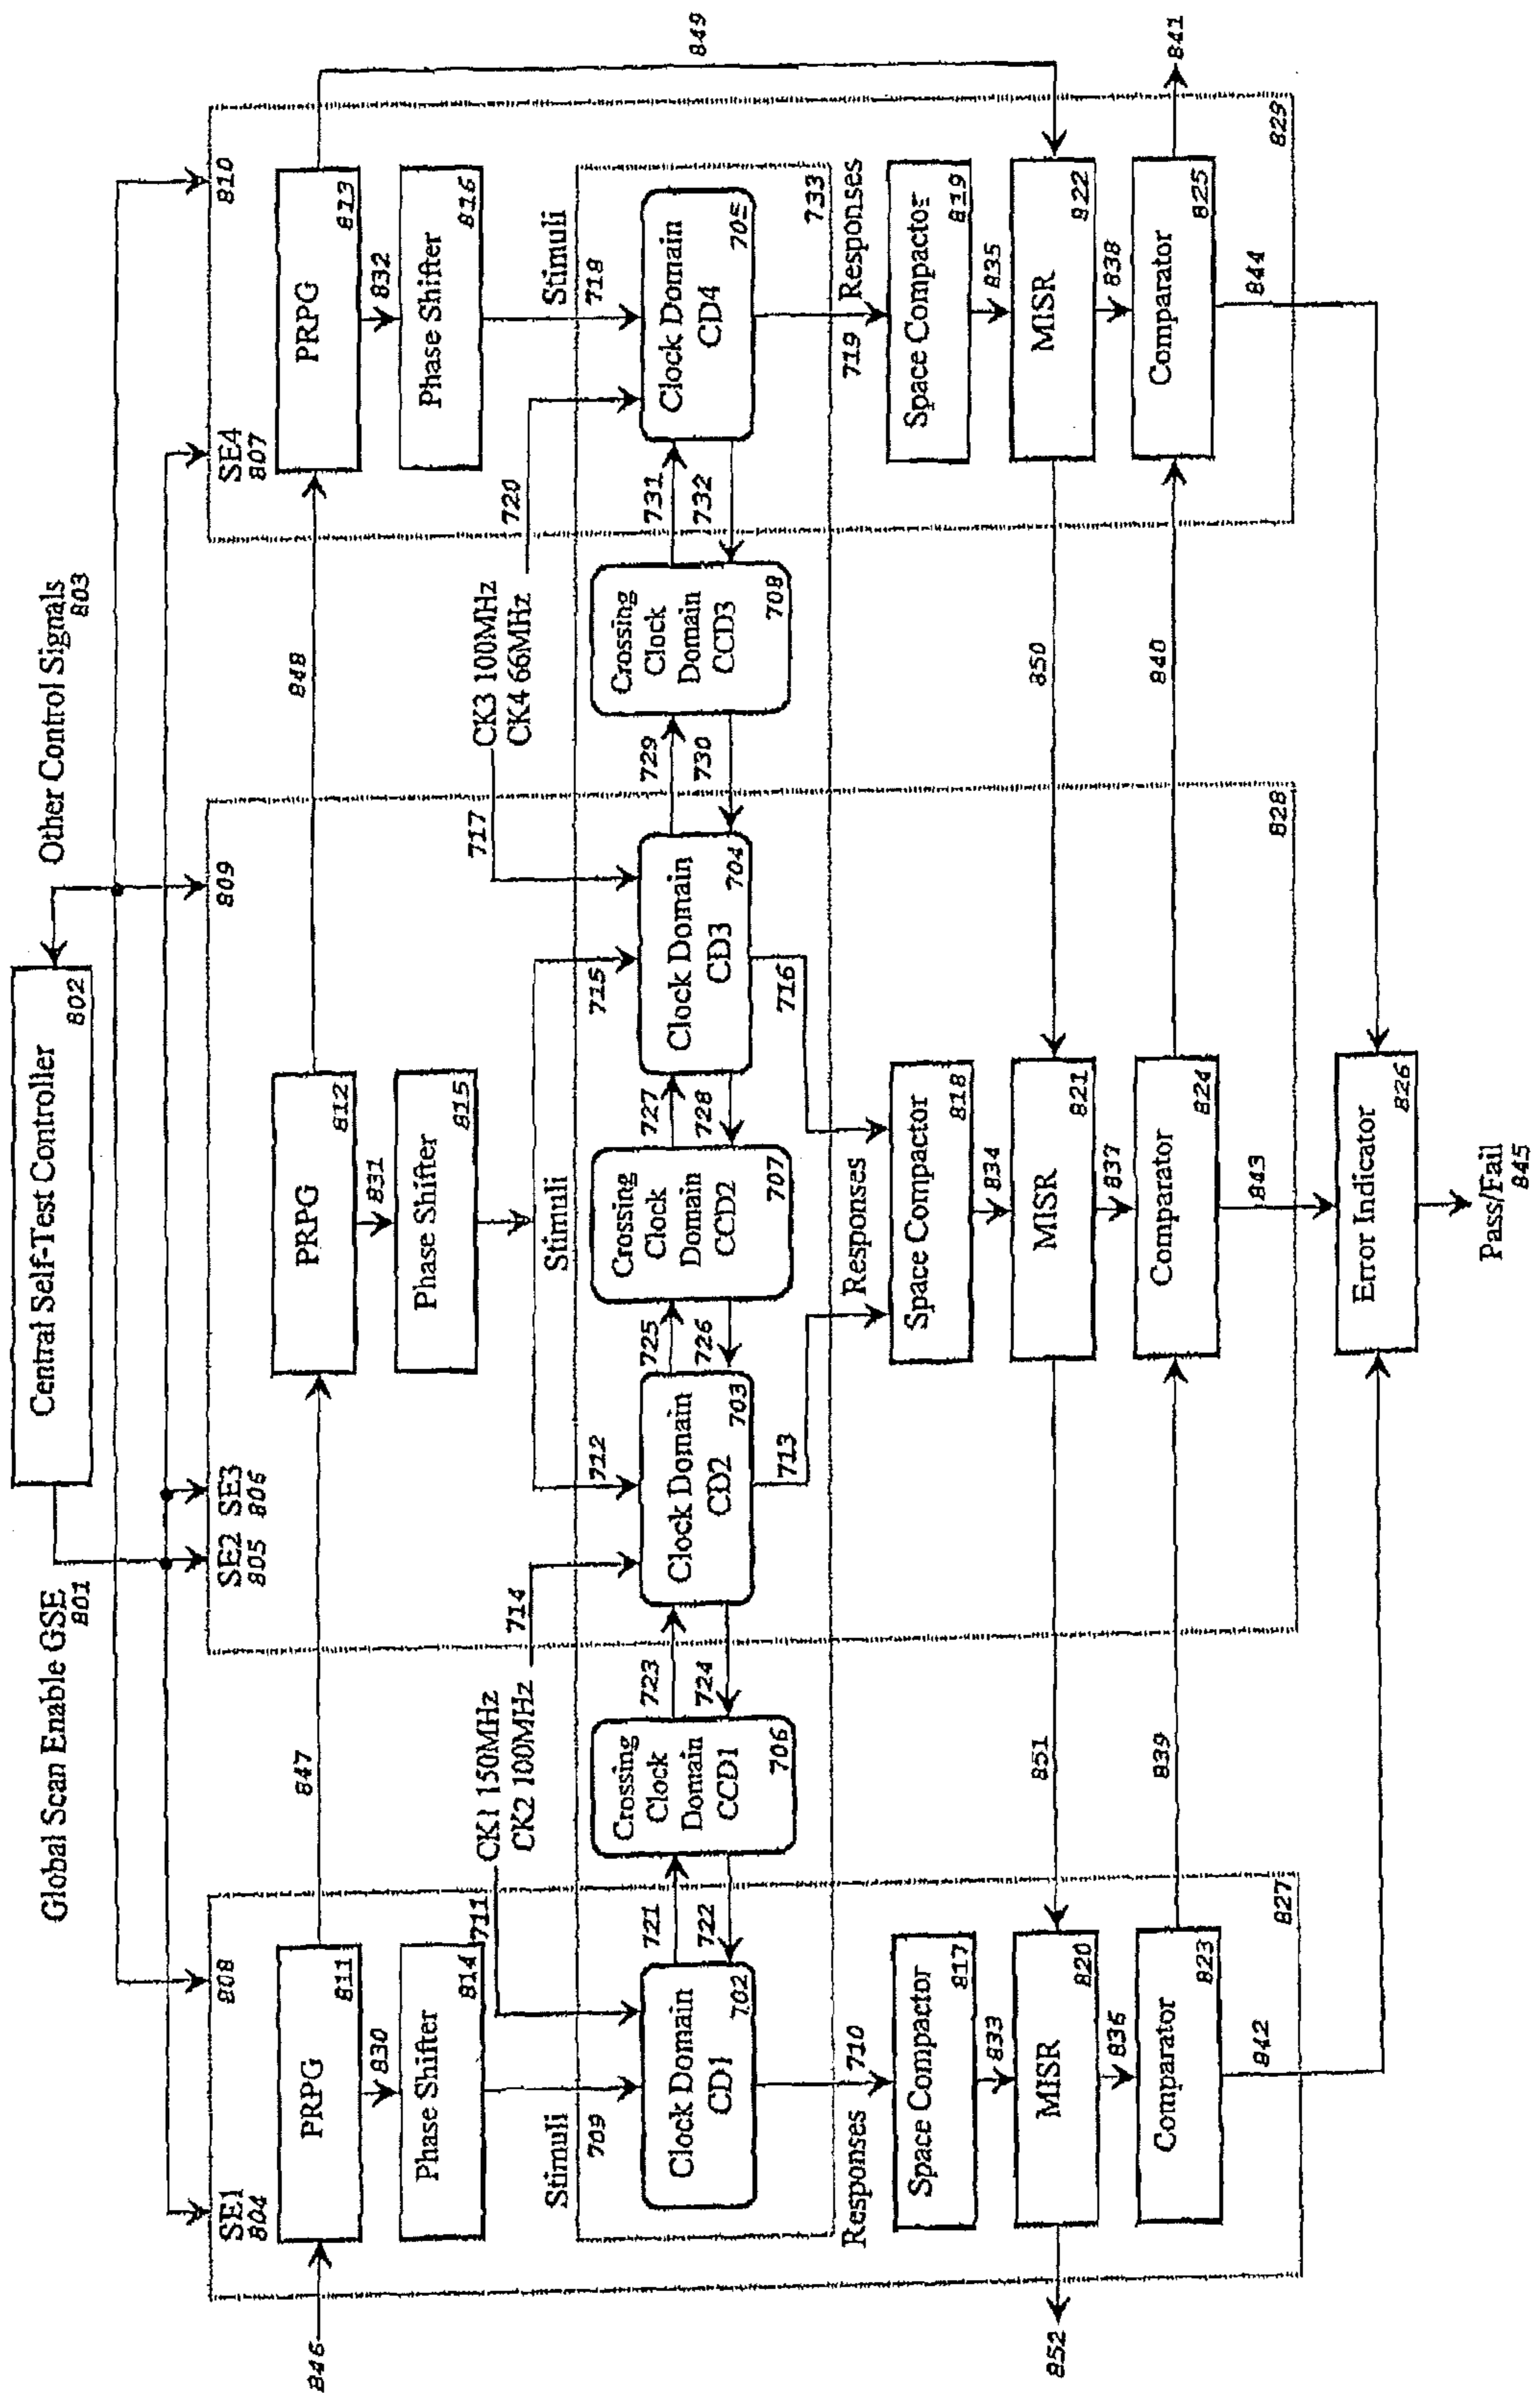 Central Self-Test Controller
802
Global Scan Enable GSE
801
Other Control Signals
803
SE1
804
808
SE2
805
SE3
806
809
SE4
807
810
846
PRPG
811
847
PRPG
812
848
PRPG
813
849
830
831
832
Phase Shifter
814
Phase Shifter
815
Phase Shifter
816
CK1 150MHz
CK2 100MHz
711
714
CK3 100MHz
CK4 66MHz
717
720
Stimuli
709
Stimuli
712
715
Stimuli
718
Clock Domain
CD1
702
721
722
Crossing
Clock
Domain
CCD1
706
723
724
Clock Domain
CD2
703
725
726
Crossing
Clock
Domain
CCD2
707
727
728
Clock Domain
CD3
704
729
730
Crossing
Clock
Domain
CCD3
708
731
732
Clock Domain
CD4
705
733
Responses
710
713
Responses
716
719
Responses
Space Compactor
817
Space Compactor
818
Space Compactor
819
833
834
835
MISR
820
851
MISR
821
850
MISR
822
852
836
837
838
Comparator
823
839
Comparator
824
840
Comparator
825
841
842
827
843
828
844
829
Error Indicator
826
Pass/Fail
845